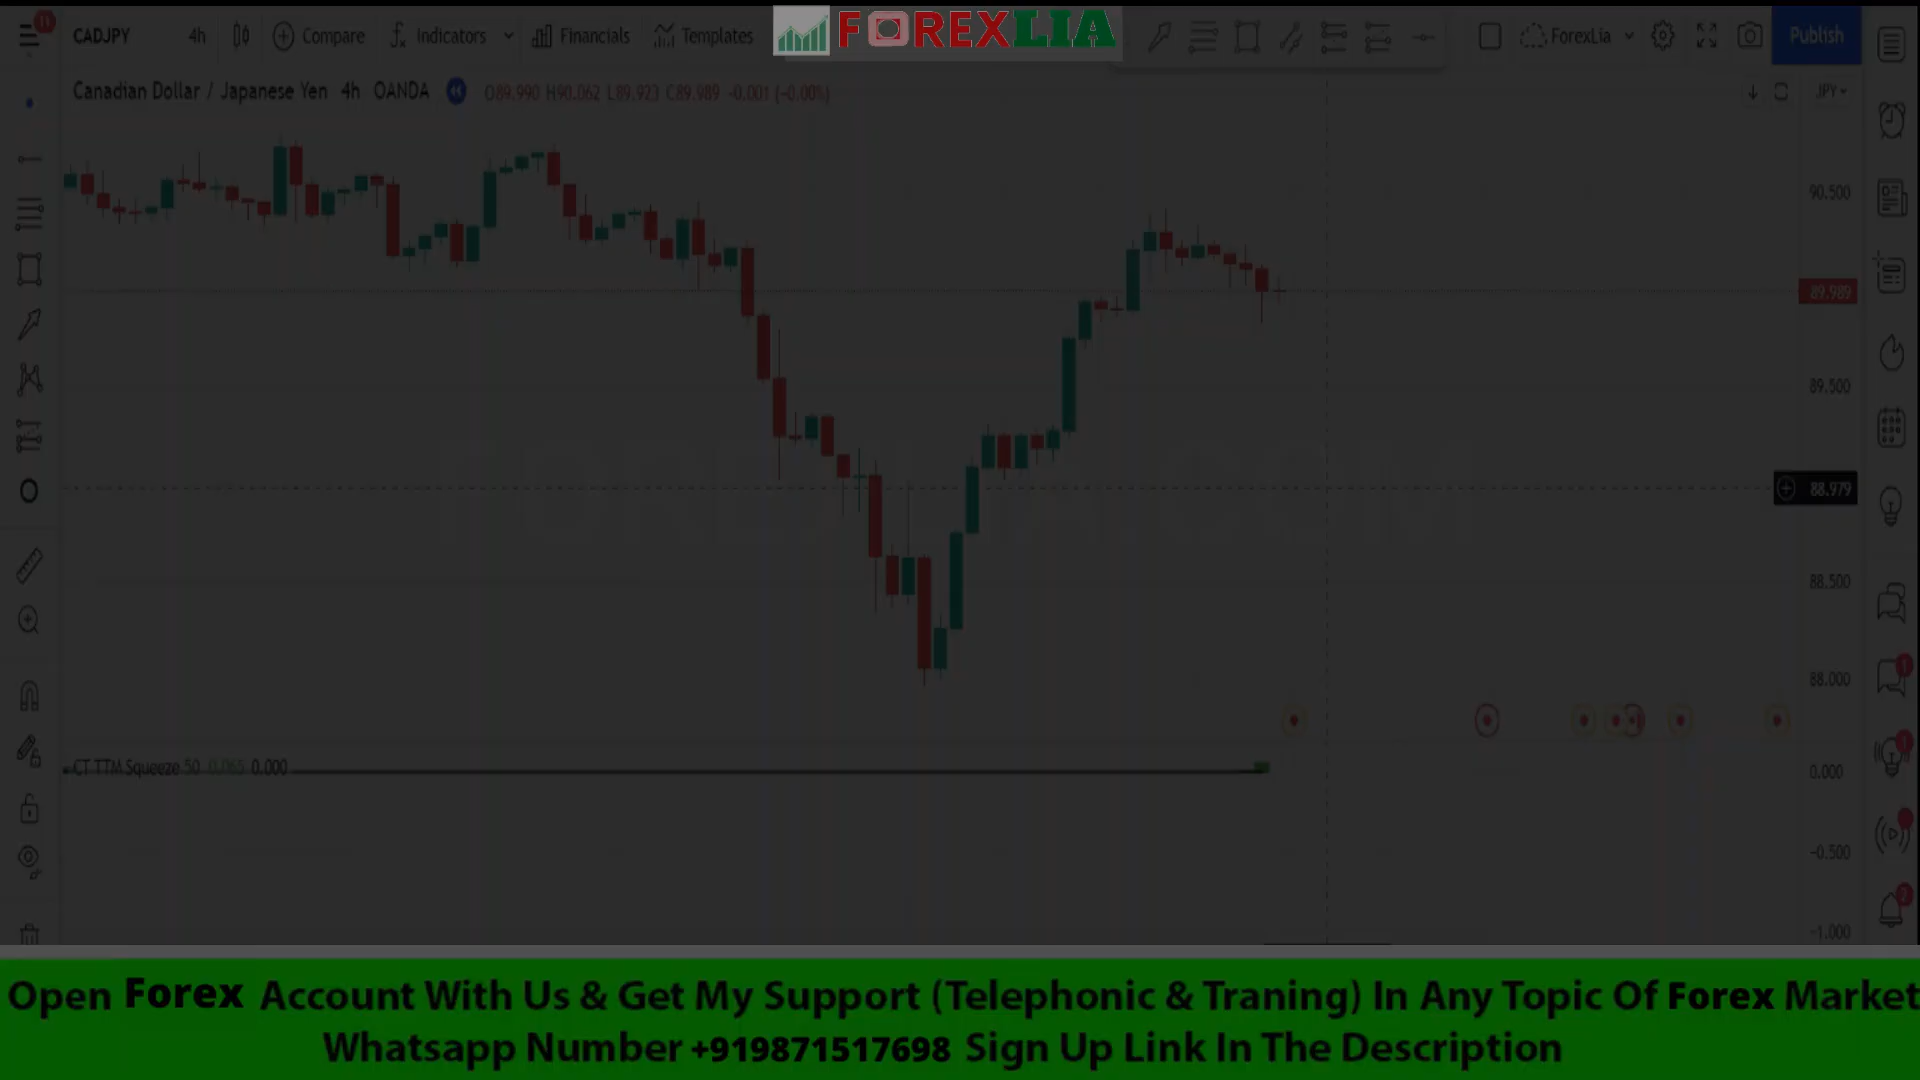 11
CADJPY 4h Compare Indicators Financials Templates FOREXLIA ForexLia Publish
Canadian Dollar / Japanese Yen 4h OANDA O89.990 H90.062 L89.923 C89.989 -0.001 (-0.00%) JPY
90.500
89.989
89.500
88.979
88.500
88.000
1
1
CT TTM Squeeze 50 0.065 0.000
0.000
-0.500
2
-1.000
Open Forex Account With Us & Get My Support (Telephonic & Traning) In Any Topic Of Forex Market
Whatsapp Number +919871517698 Sign Up Link In The Description